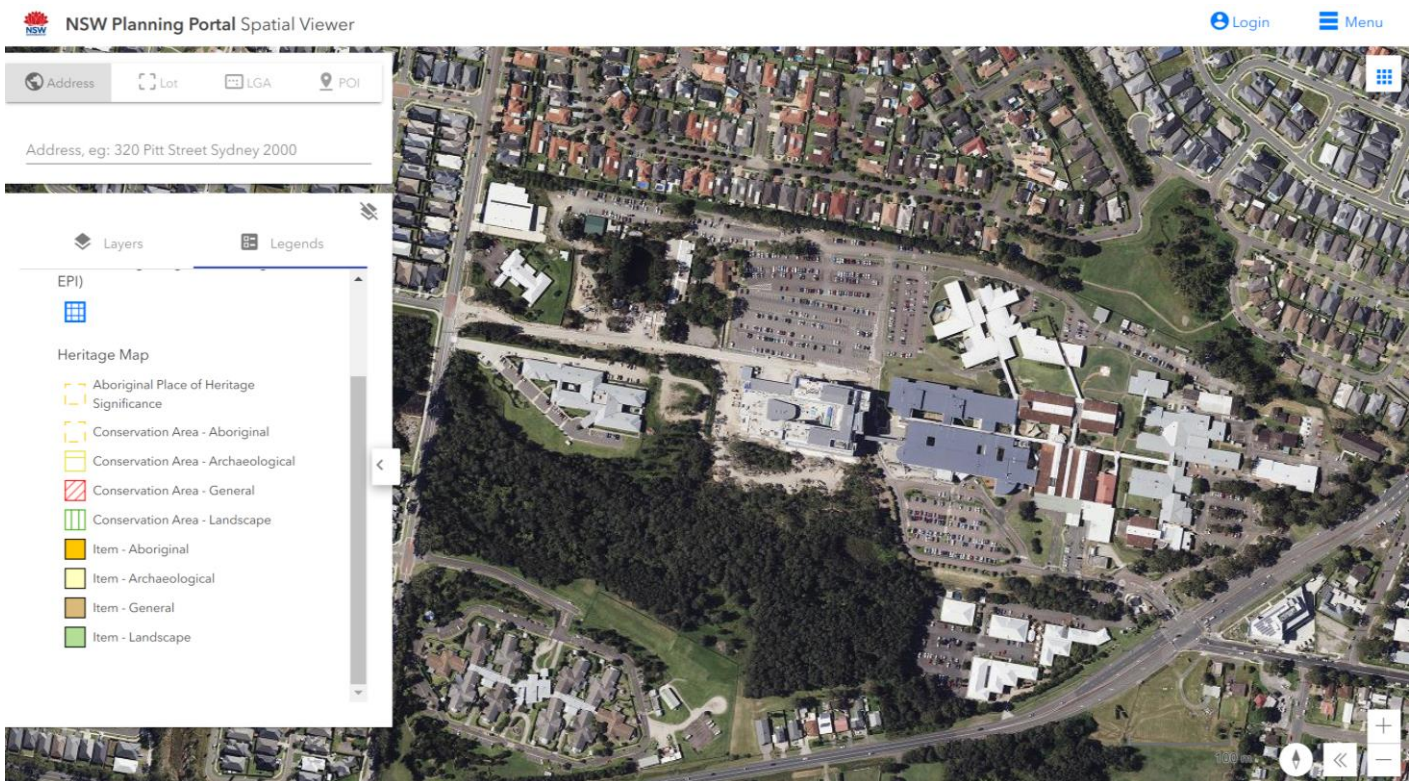 NSW
NSW Planning Portal Spatial Viewer
Login
Menu
Address
Lot
LGA
POI
Address, eg: 320 Pitt Street Sydney 2000
Layers
Legends
EPI)
Heritage Map
Aboriginal Place of Heritage
Significance
Conservation Area - Aboriginal
Conservation Area - Archaeological
Conservation Area - General
Conservation Area - Landscape
Item - Aboriginal
Item - Archaeological
Item - General
Item - Landscape
100 m